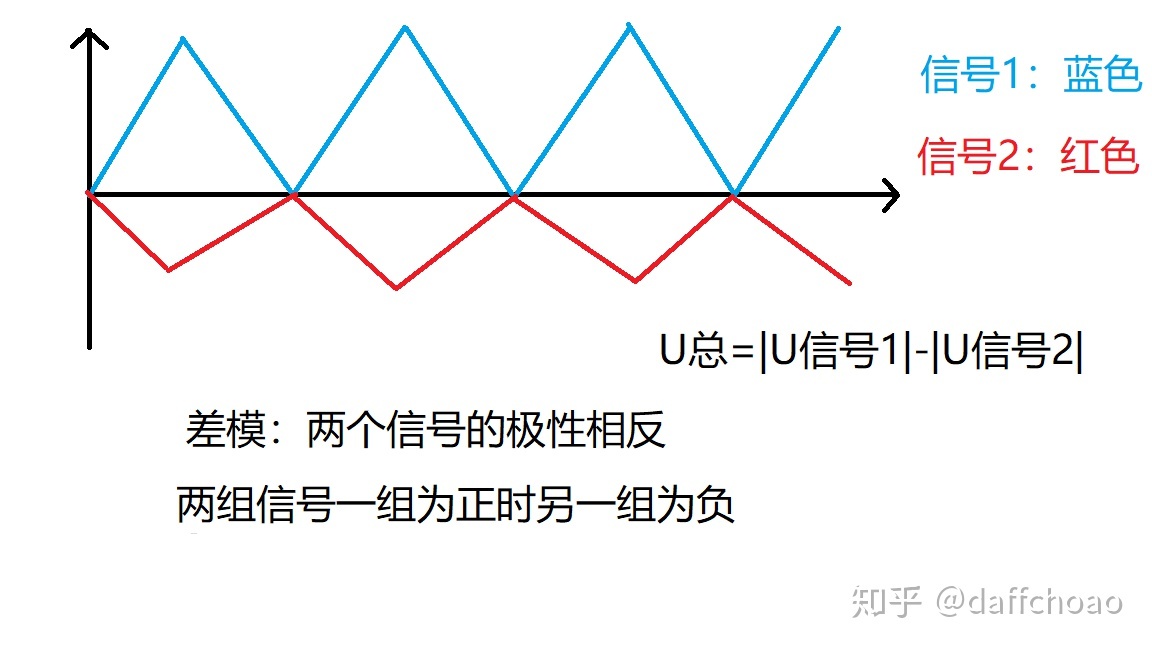 信号1：蓝色
信号2：红色
U总=|U信号1|-|U信号2|
差模：两个信号的极性相反
两组信号一组为正时另一组为负
知乎 @daffchoao